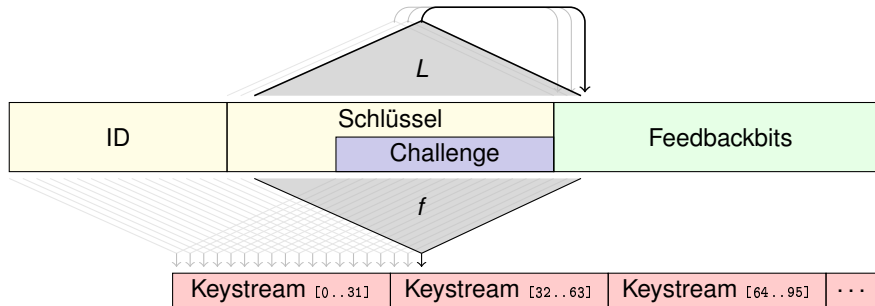 L
ID
Schlüssel
Challenge
Feedbackbits
f
Keystream [0..31]
Keystream [32..63]
Keystream [64..95]
...